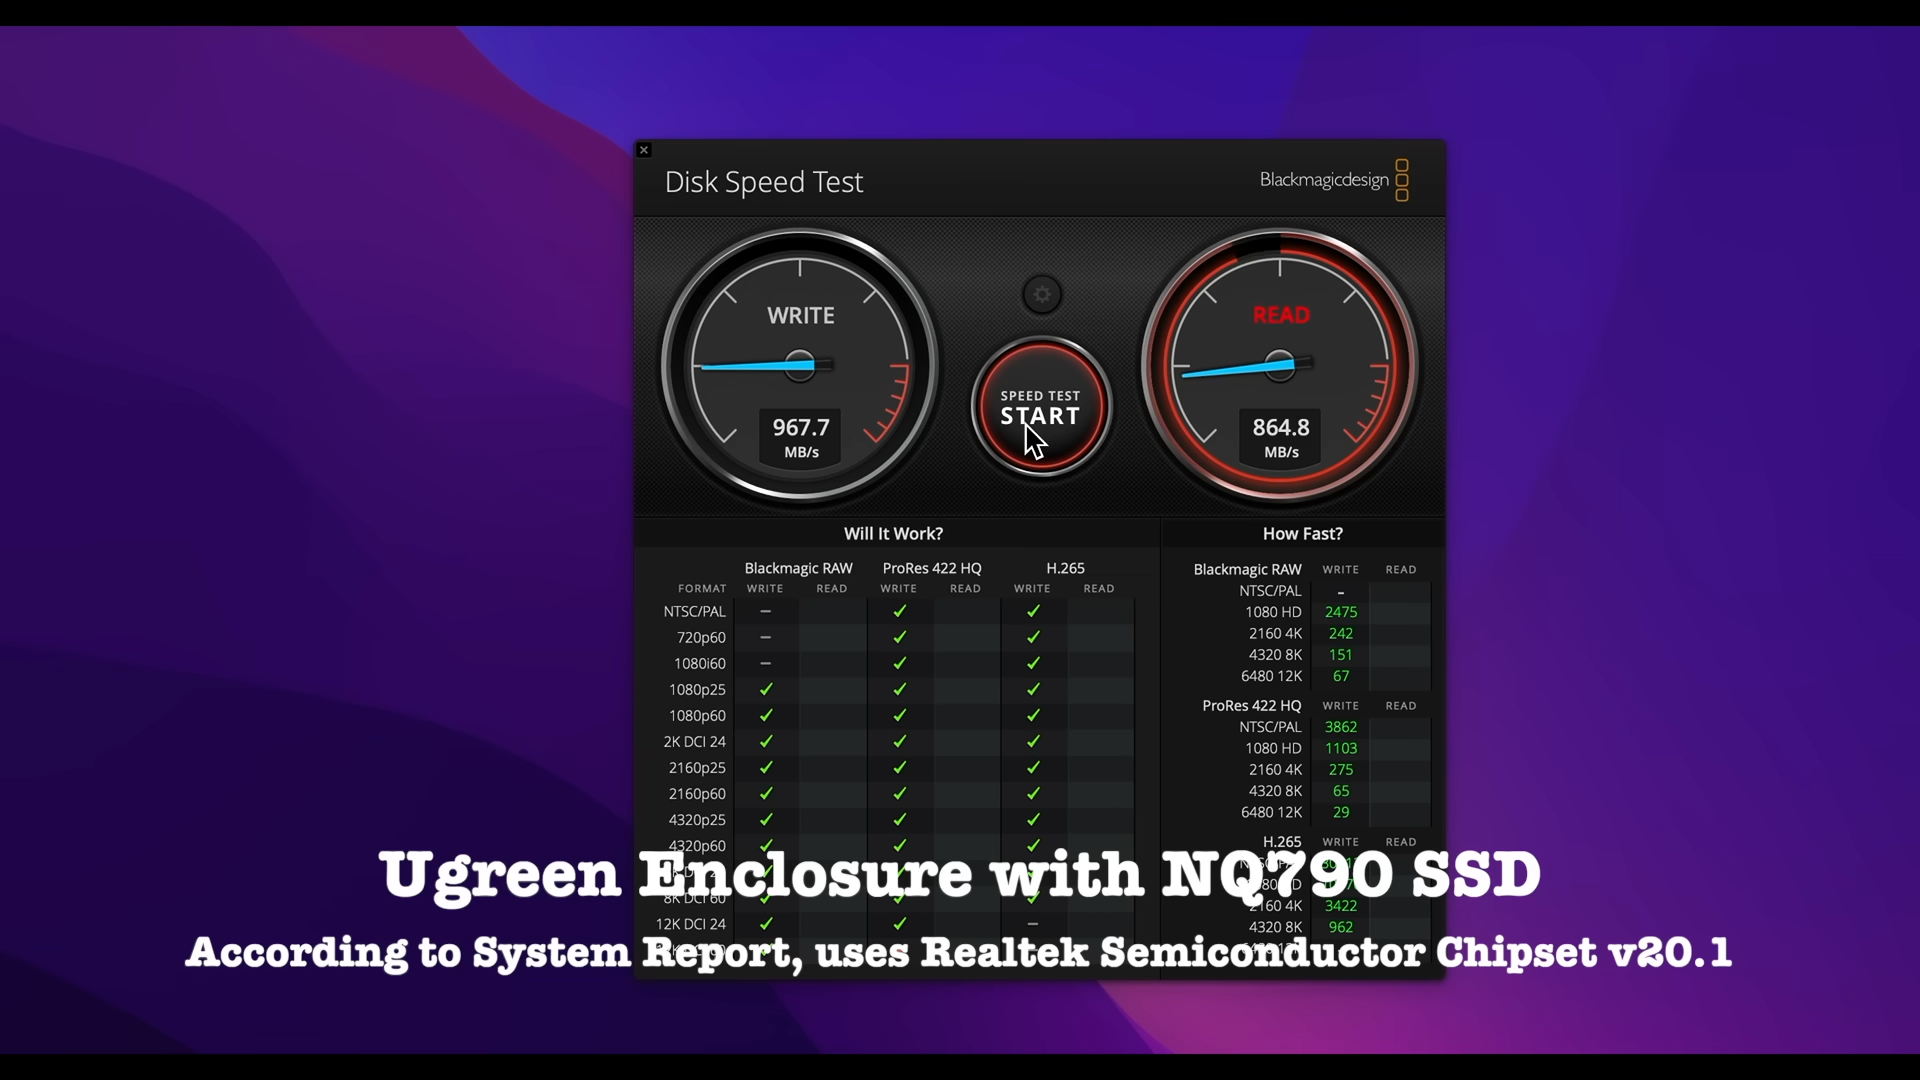 Disk Speed Test
Blackmagicdesign
WRITE
967.7
MB/s
SPEED TEST
START
READ
864.8
MB/s
Will It Work?
Blackmagic RAW ProRes 422 HQ H.265
FORMAT WRITE READ WRITE READ WRITE READ
NTSC/PAL – ✓ ✓
720p60 – ✓ ✓
1080i60 – ✓ ✓
1080p25 ✓ ✓ ✓
1080p60 ✓ ✓ ✓
2K DCI 24 ✓ ✓ ✓
2160p25 ✓ ✓ ✓
2160p60 ✓ ✓ ✓
4320p25 ✓ ✓ ✓
4320p60 ✓ ✓ ✓
8K DCI 60 ✓ ✓ ✓
12K DCI 24 ✓ ✓ –
How Fast?
Blackmagic RAW WRITE READ
NTSC/PAL -
1080 HD 2475
2160 4K 242
4320 8K 151
6480 12K 67
ProRes 422 HQ WRITE READ
NTSC/PAL 3862
1080 HD 1103
2160 4K 275
4320 8K 65
6480 12K 29
H.265 WRITE READ
2160 4K 3422
4320 8K 962
Ugreen Enclosure with NQ790 SSD
According to System Report, uses Realtek Semiconductor Chipset v20.1